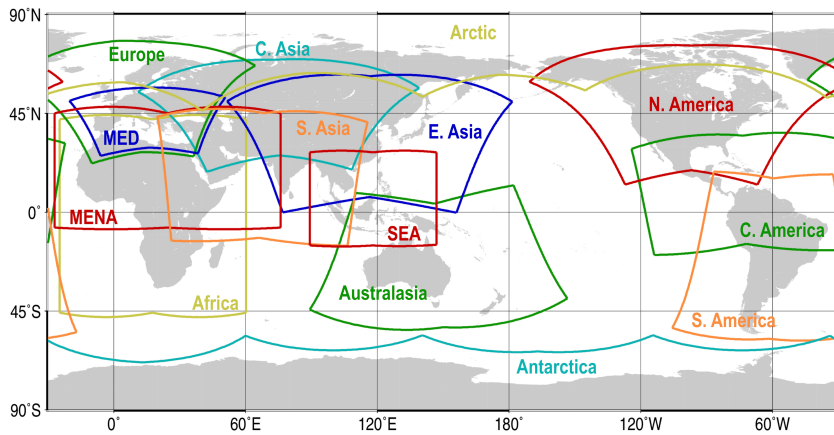 90°N
Arctic
Europe
C. Asia
N. America
45°N
S. Asia
E. Asia
MED
MENA
0°
SEA
C. America
Australasia
Africa
45°S
S. America
Antarctica
90°S
0°
60°E
120°E
180°
120°W
60°W